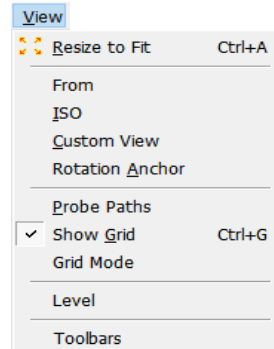 View
Resize to Fit Ctrl+A
From
ISO
Custom View
Rotation Anchor
Probe Paths
Show Grid Ctrl+G
Grid Mode
Level
Toolbars